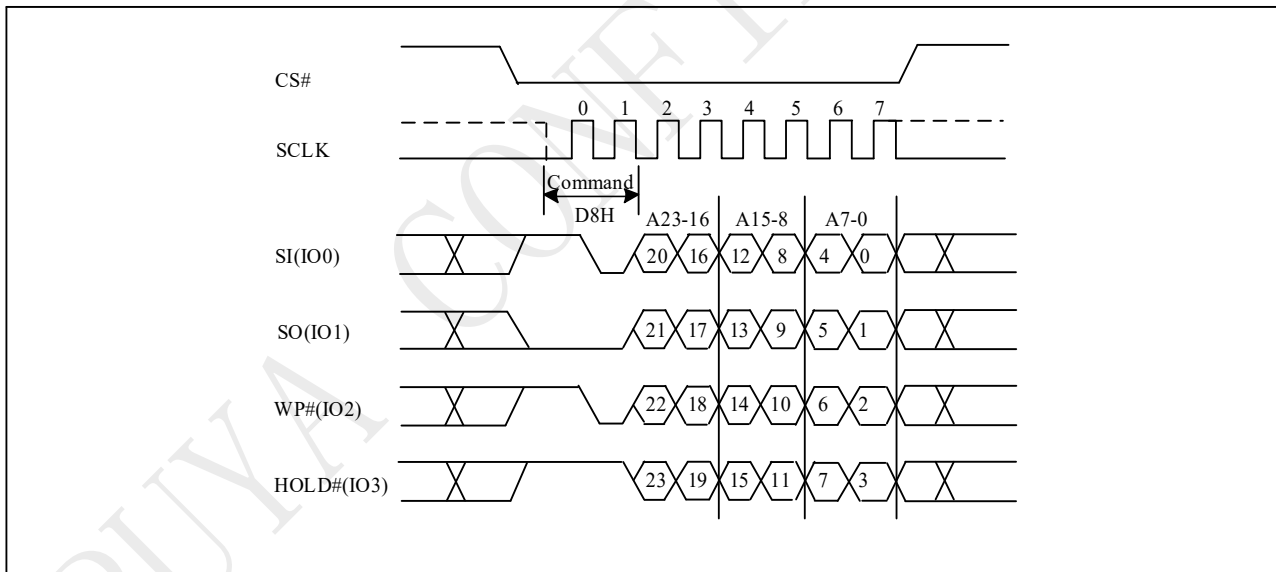 PUYA CONFI
CS#
0 1 2 3 4 5 6 7
SCLK
Command
D8H
A23-16 A15-8 A7-0
SI(IO0)
20 16 12 8 4 0
SO(IO1)
21 17 13 9 5 1
WP#(IO2)
22 18 14 10 6 2
HOLD#(IO3)
23 19 15 11 7 3